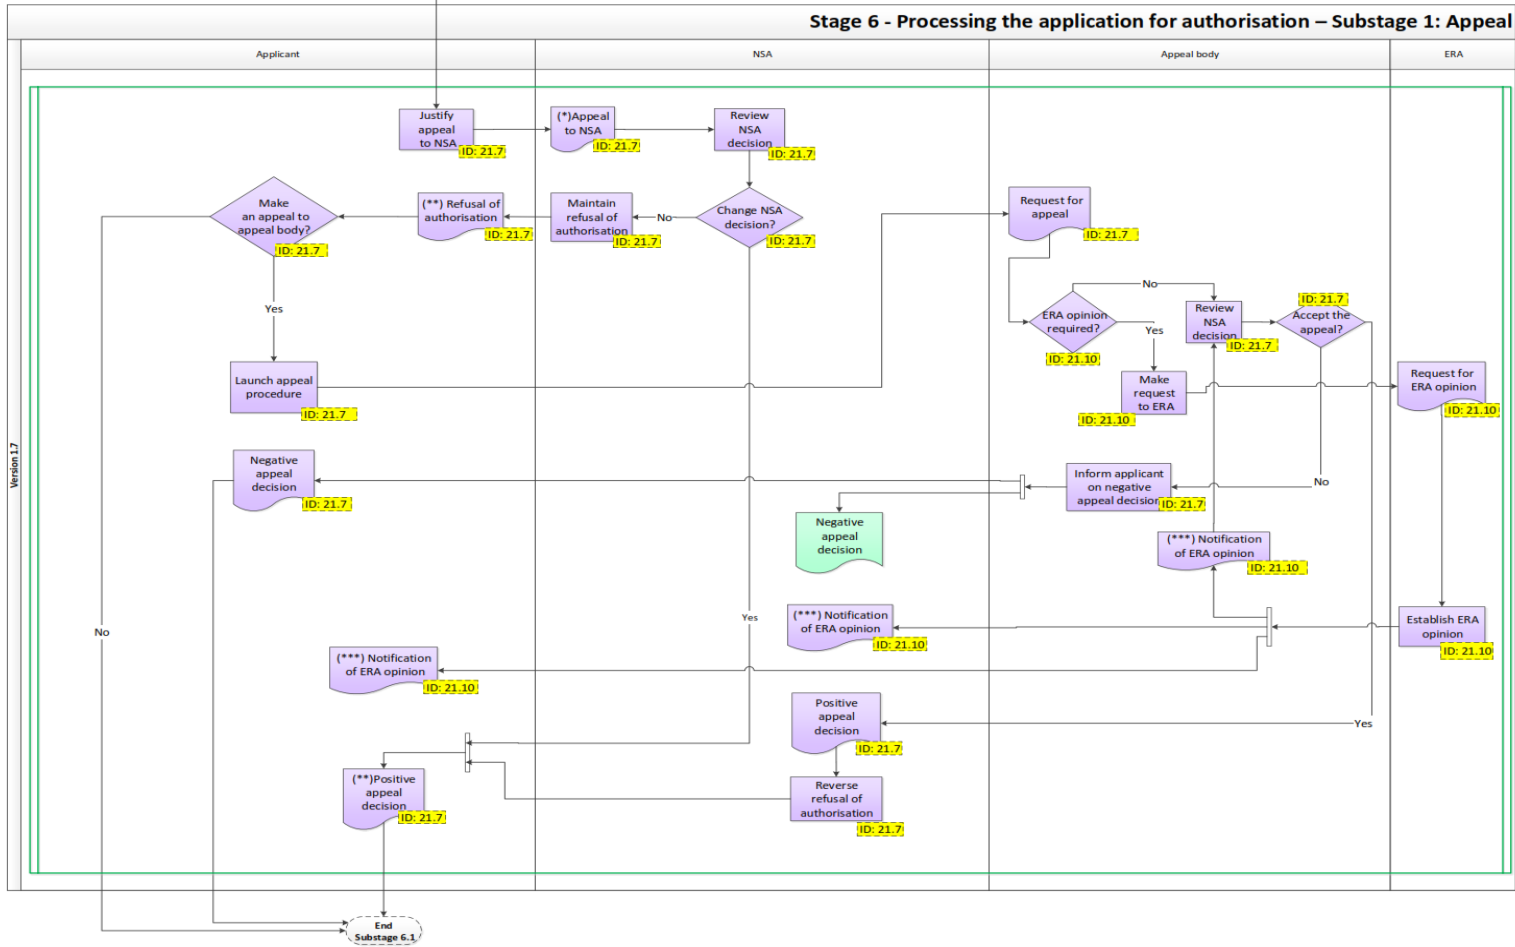 Stage 6 - Processing the application for authorisation – Substage 1: Appeal
Applicant
NSA
Appeal body
ERA
Version 1.7
Justify
appeal
to NSA
ID: 21.7
(*)Appeal
to NSA
ID: 21.7
Review
NSA
decision
ID: 21.7
Make
an appeal to
appeal body?
ID: 21.7
(**) Refusal of
authorisation
ID: 21.7
Maintain
refusal of
authorisation
ID: 21.7
No
Change NSA
decision?
ID: 21.7
Request for
appeal
ID: 21.7
Yes
No
ERA opinion
required?
ID: 21.10
Yes
Review
NSA
decision
ID: 21.7
ID: 21.7
Accept the
appeal?
Launch appeal
procedure
ID: 21.7
Make
request
to ERA
ID: 21.10
Request for
ERA opinion
ID: 21.10
Negative
appeal
decision
ID: 21.7
Inform applicant
on negative
appeal decision
ID: 21.7
No
Negative
appeal
decision
(***) Notification
of ERA opinion
ID: 21.10
Yes
No
(***) Notification
of ERA opinion
ID: 21.10
Establish ERA
opinion
ID: 21.10
(***) Notification
of ERA opinion
ID: 21.10
Positive
appeal
decision
ID: 21.7
Yes
(**)Positive
appeal
decision
ID: 21.7
Reverse
refusal of
authorisation
ID: 21.7
End
Substage 6.1